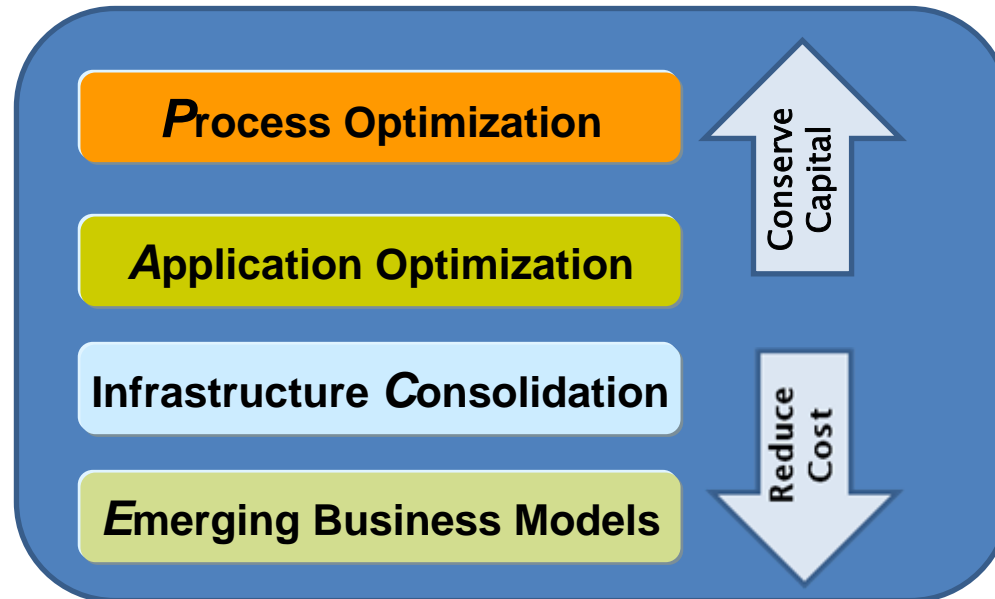 Process Optimization
Application Optimization
Infrastructure Consolidation
Emerging Business Models
Conserve
Capital
Reduce
Cost